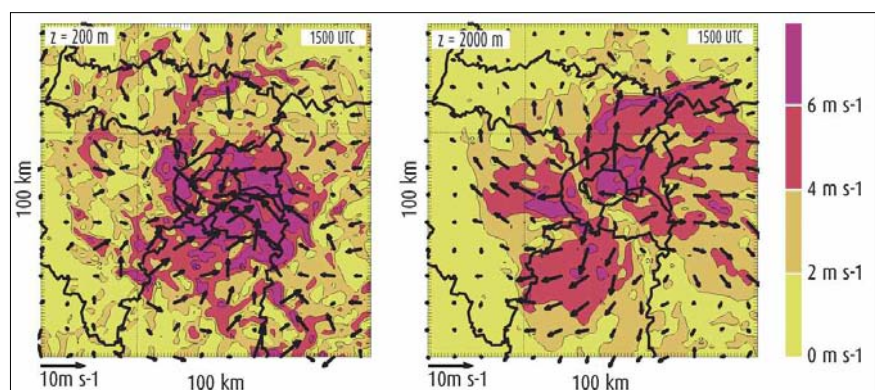 z = 200 m
1500 UTC
100 km
10m s-1
100 km
z = 2000 m
1500 UTC
100 km
10m s-1
100 km
6 m s-1
4 m s-1
2 m s-1
0 m s-1